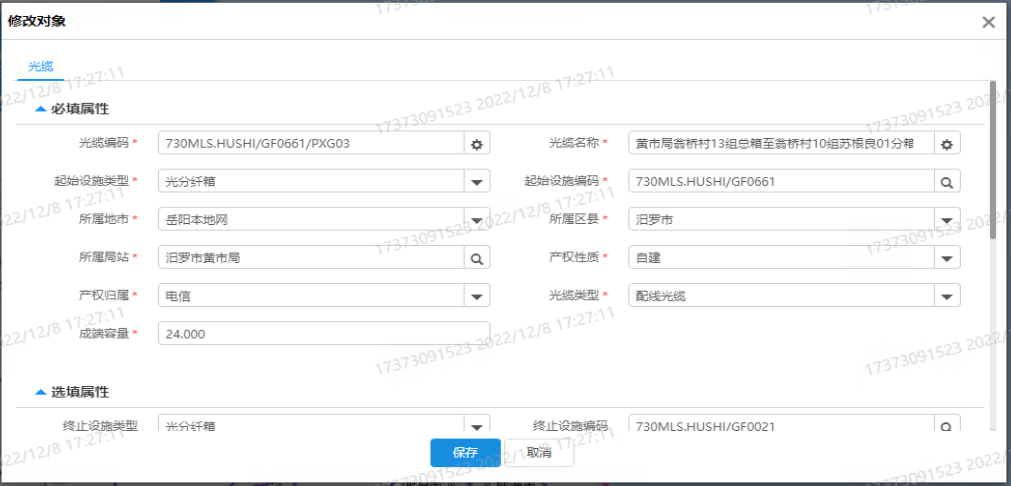 修改对象
光缆
必填属性
光缆编码* 730MLS.HUSHI/GF0661/PXG03 光缆名称* 黄市局翁桥村13组总箱至翁桥村10组苏根良01分箱
起始设施类型* 光分纤箱 起始设施编码* 730MLS.HUSHI/GF0661
所属地市* 岳阳本地网 所属区县* 汨罗市
所属局站* 汨罗市黄市局 产权性质* 自建
产权归属* 电信 光缆类型* 配线光缆
成端容量* 24.000
选填属性
终止设施类型 光分纤箱 终止设施编码 730MLS.HUSHI/GF0021
保存 取消
17373091523 2022/12/8 17:27:11